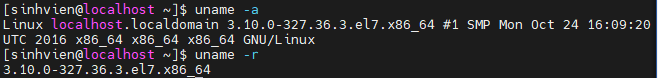 [sinhvien@localhost ~]$ uname -a
Linux localhost.localdomain 3.10.0-327.36.3.el7.x86_64 #1 SMP Mon Oct 24 16:09:20
UTC 2016 x86_64 x86_64 x86_64 GNU/Linux
[sinhvien@localhost ~]$ uname -r
3.10.0-327.36.3.el7.x86_64